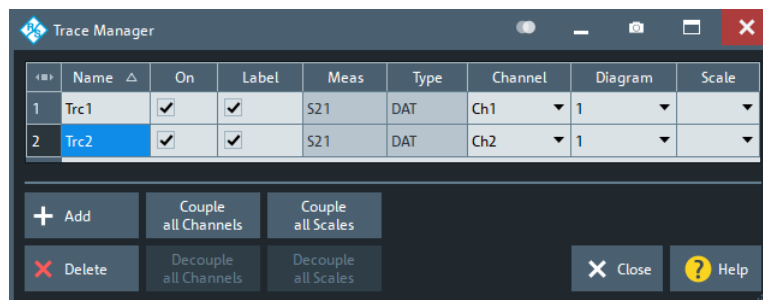 Trace Manager
Name On Label Meas Type Channel Diagram Scale
1 Trc1 S21 DAT Ch1 1
2 Trc2 S21 DAT Ch2 1
Add
Couple
all Channels
Couple
all Scales
Delete
Decouple
all Channels
Decouple
all Scales
Close
? Help